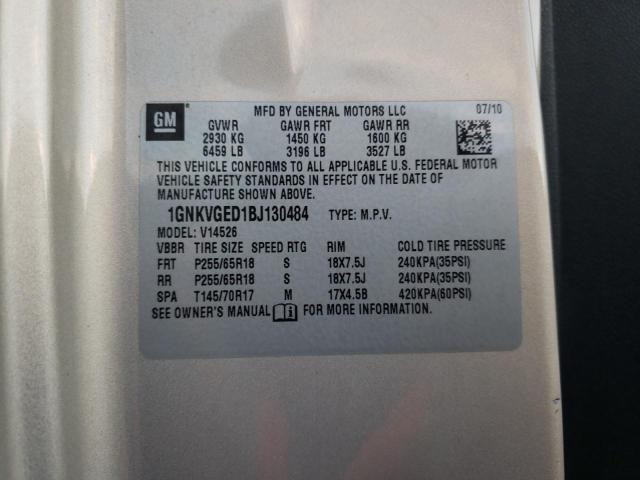 GM
MFD BY GENERAL MOTORS LLC 07/10
GVWR GAWR FRT GAWR RR
2930 KG 1450 KG 1600 KG
6459 LB 3196 LB 3527 LB
THIS VEHICLE CONFORMS TO ALL APPLICABLE U.S. FEDERAL MOTOR
VEHICLE SAFETY STANDARDS IN EFFECT ON THE DATE OF
MANUFACTURE SHOWN ABOVE.
1GNKVGED1BJ130484 TYPE: M.P.V.
MODEL: V14526
VBBR TIRE SIZE SPEED RTG RIM COLD TIRE PRESSURE
FRT P255/65R18 S 18X7.5J 240KPA(35PSI)
RR P255/65R18 S 18X7.5J 240KPA(35PSI)
SPA T145/70R17 M 17X4.5B 420KPA(60PSI)
SEE OWNER'S MANUAL FOR MORE INFORMATION.